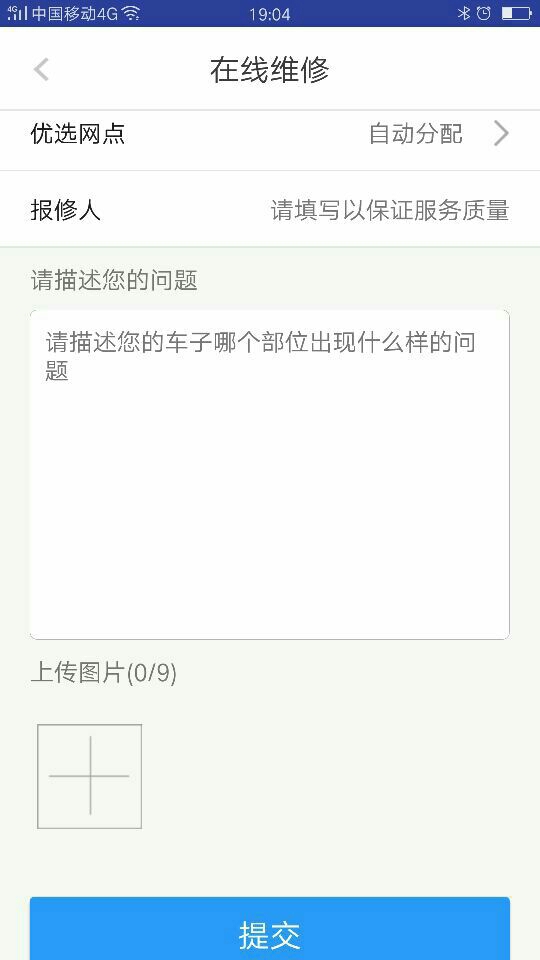 4G 中国移动4G 19:04
在线维修
优选网点 自动分配
报修人 请填写以保证服务质量
请描述您的问题
请描述您的车子哪个部位出现什么样的问
题
上传图片(0/9)
提交